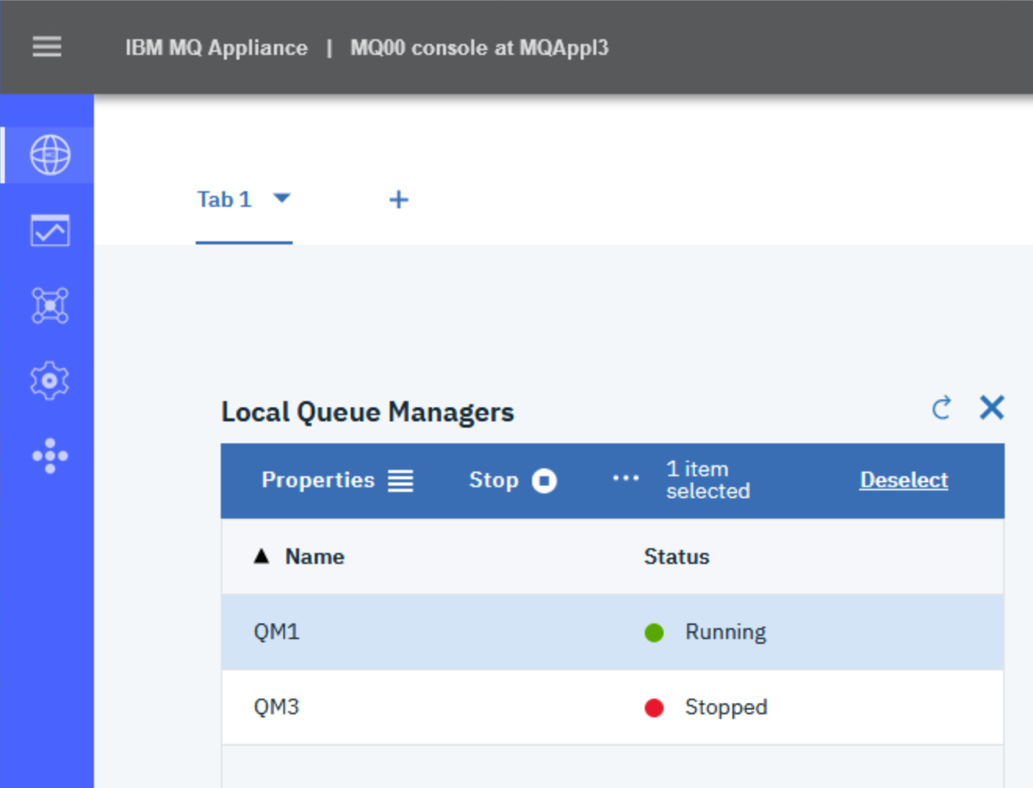 IBM MQ Appliance | MQ00 console at MQAppl3
Tab 1 +
Local Queue Managers
Properties Stop ... 1 item selected Deselect
Name Status
QM1 Running
QM3 Stopped